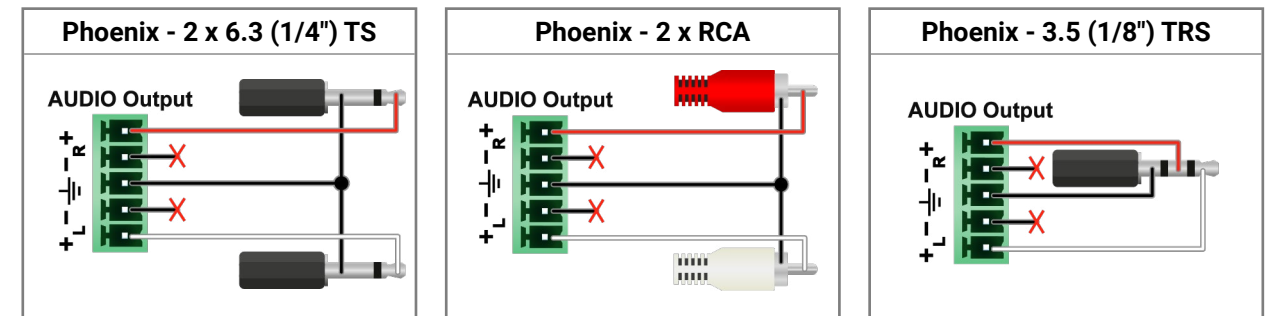 Phoenix - 2 x 6.3 (1/4") TS
AUDIO Output
+
R
-
-
L
+
Phoenix - 2 x RCA
AUDIO Output
+
R
-
-
L
+
Phoenix - 3.5 (1/8") TRS
AUDIO Output
+
R
-
-
L
+